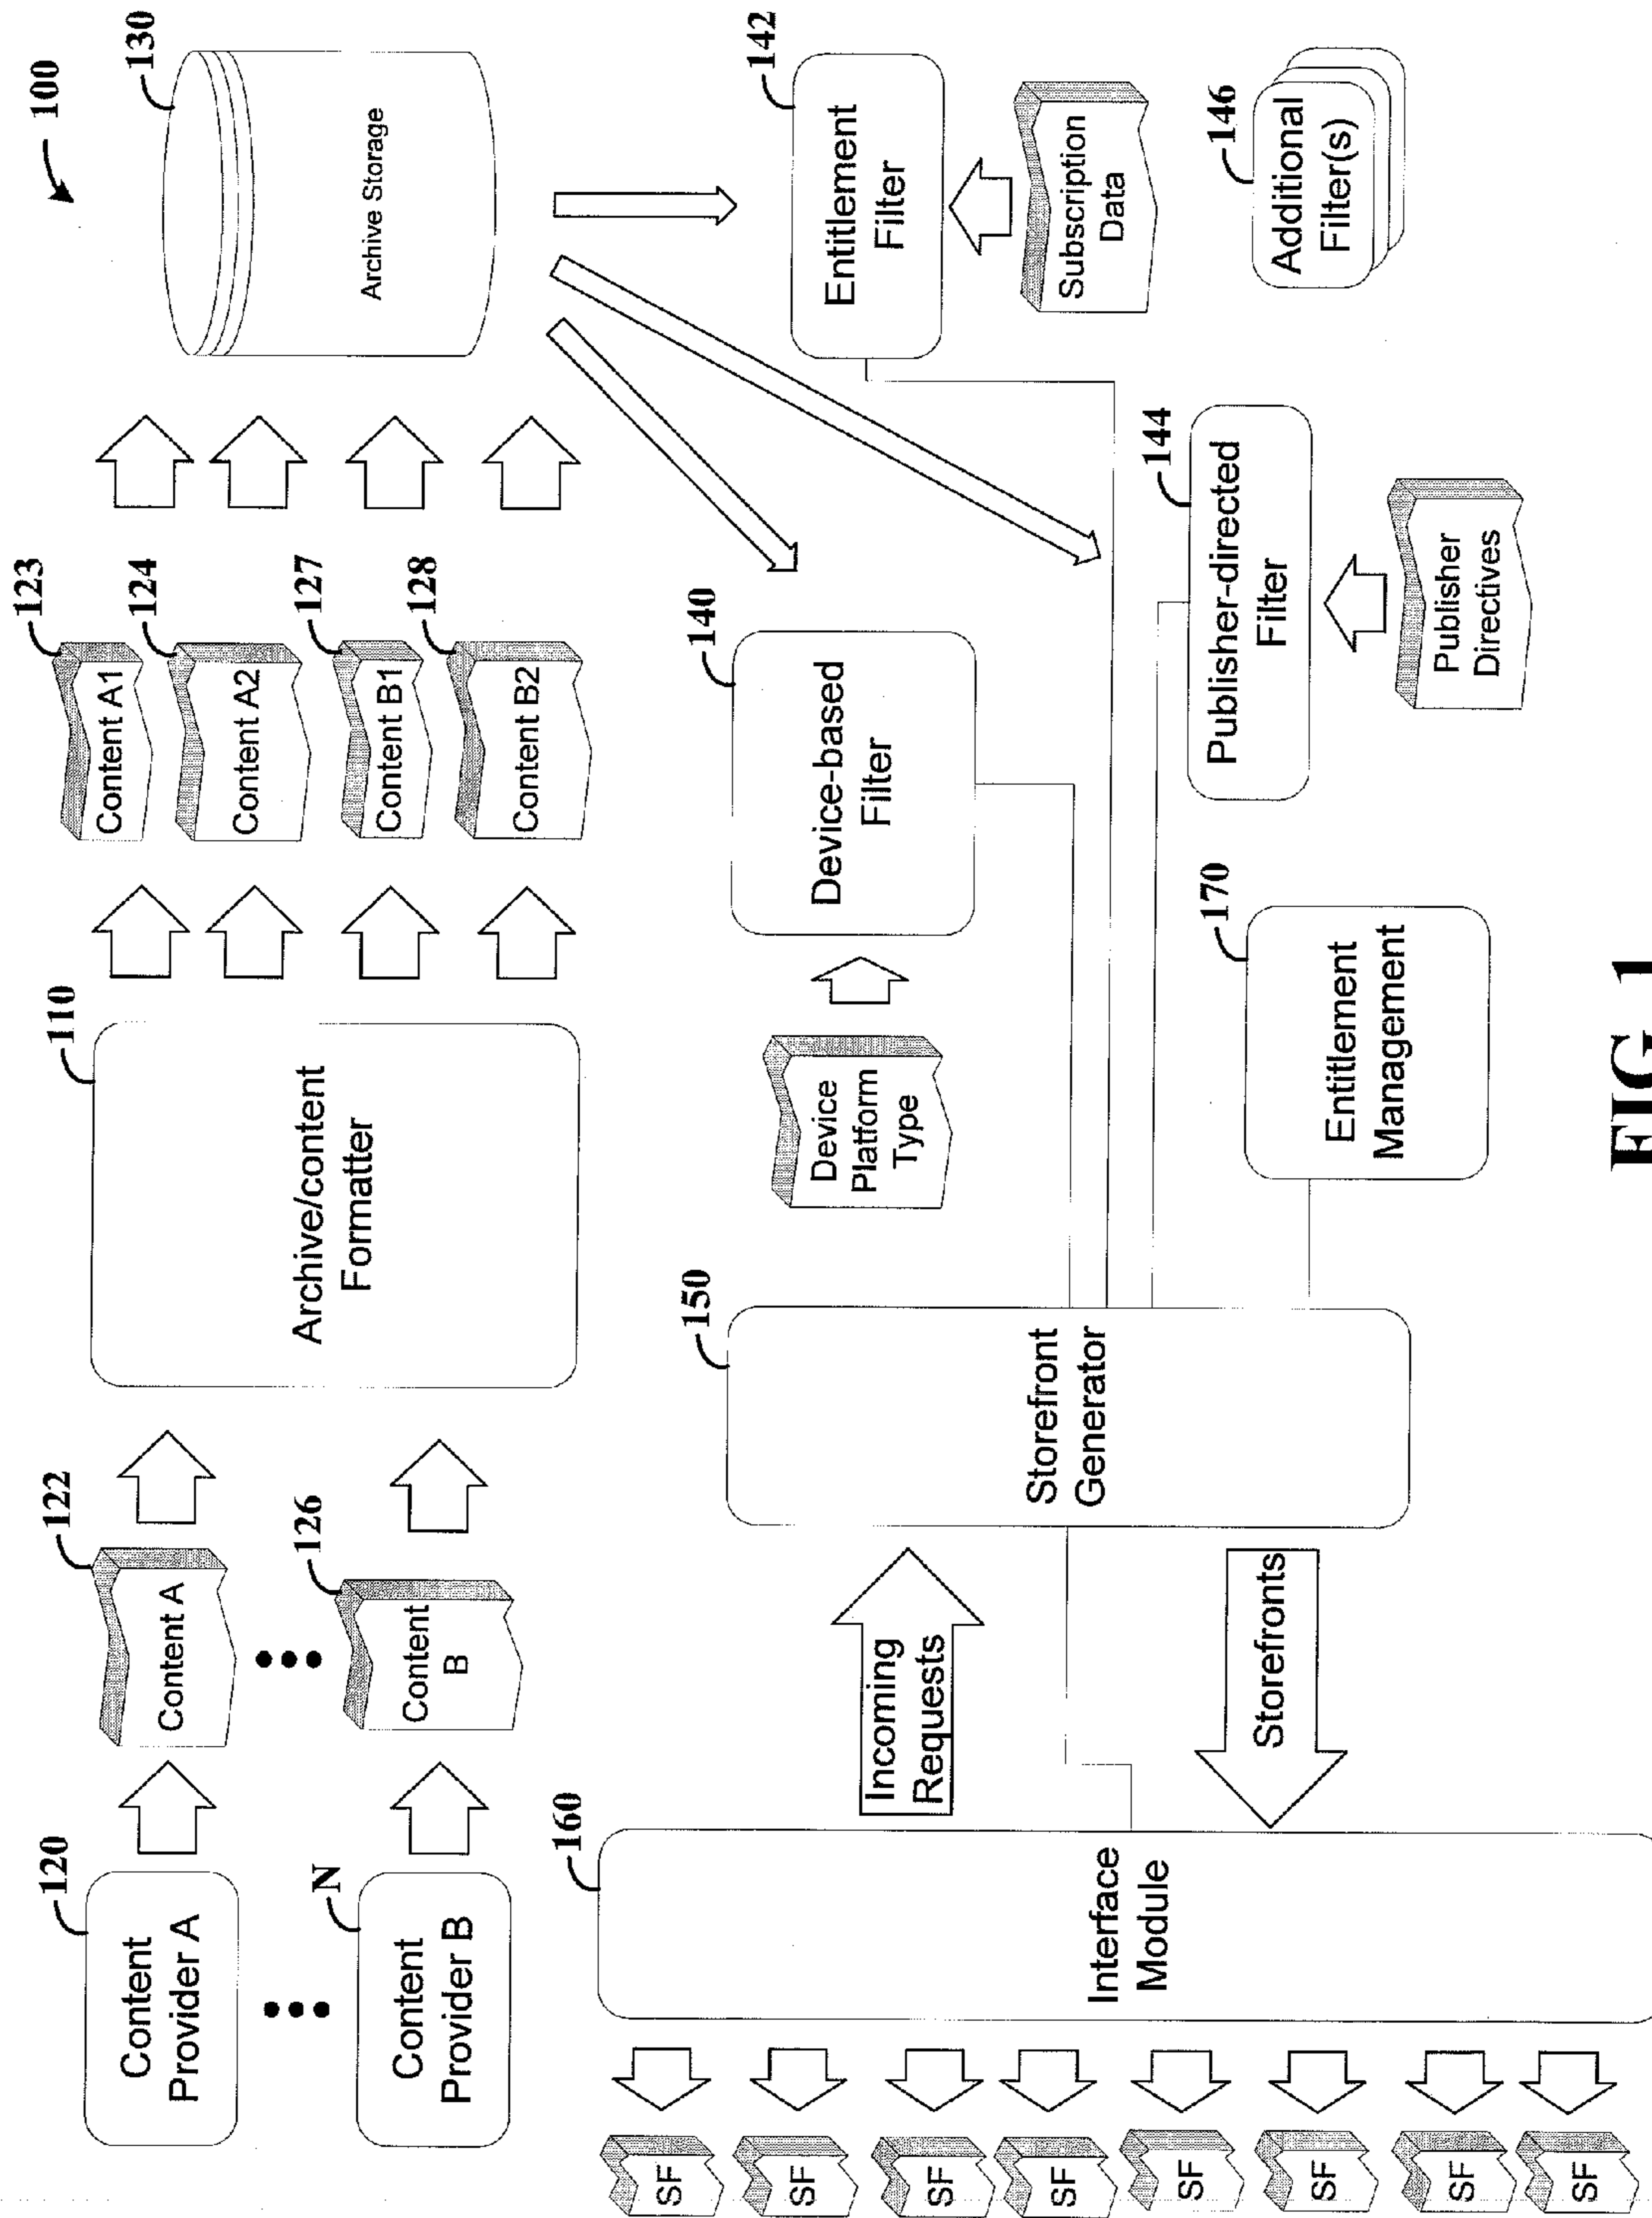 100
120
Content
Provider A
122
Content A
110
Archive/content
Formatter
123
Content A1
124
Content A2
127
Content B1
128
Content B2
130
Archive Storage
N
Content
Provider B
126
Content
B
160
Interface
Module
Incoming
Requests
Storefronts
150
Storefront
Generator
Device
Platform
Type
140
Device-based
Filter
142
Entitlement
Filter
Subscription
Data
144
Publisher-directed
Filter
Publisher
Directives
146
Additional
Filter(s)
170
Entitlement
Management
SF
SF
SF
SF
SF
SF
SF
SF
FIG. 1